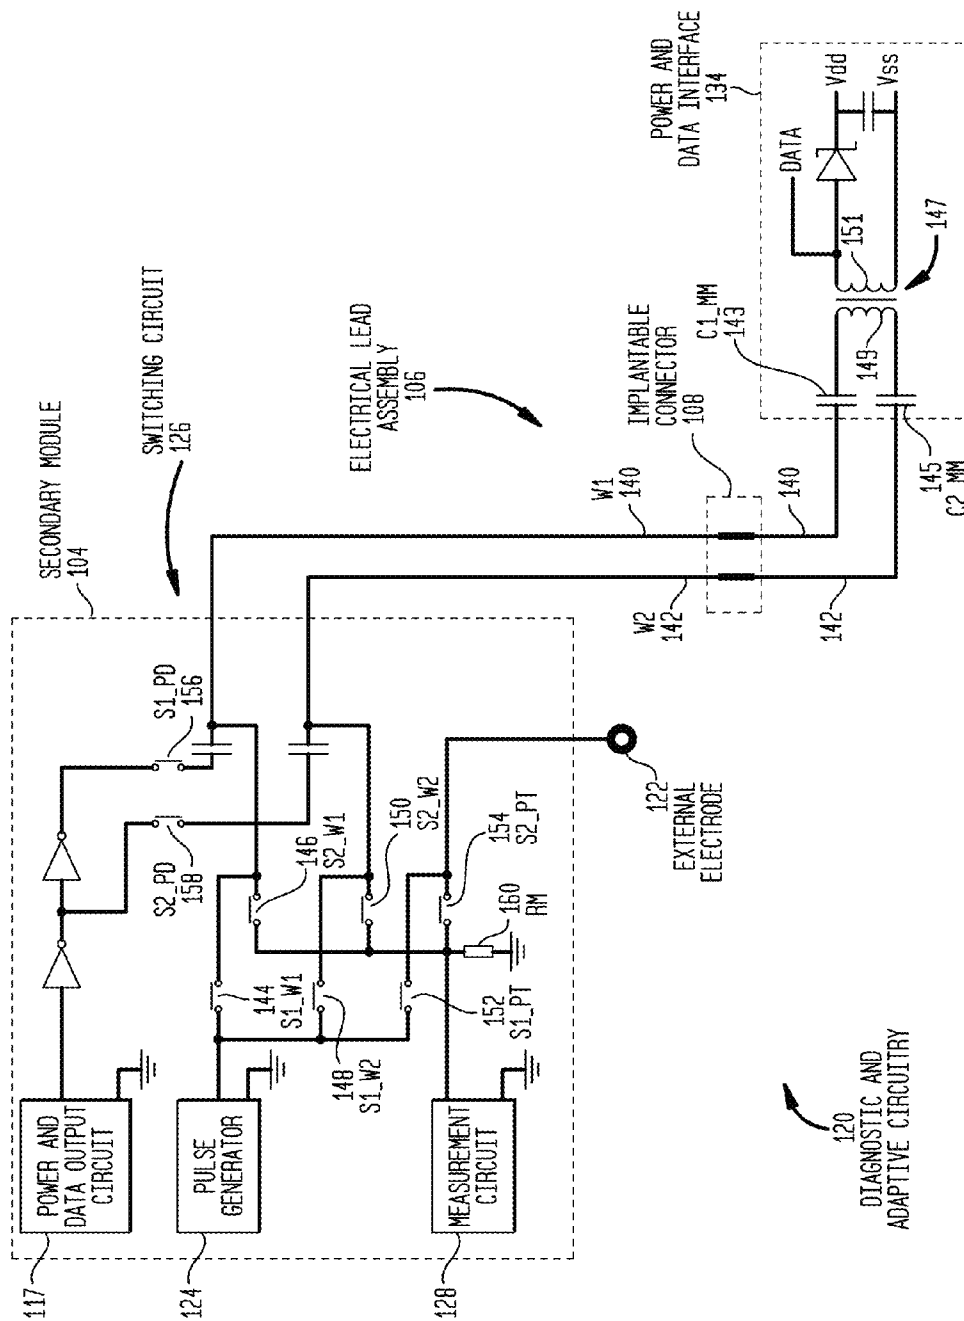 POWER AND
DATA INTERFACE
134
Vdd
Vss
DATA
151
147
149
C1_MM
143
145
C2_MM
IMPLANTABLE
CONNECTOR
108
ELECTRICAL LEAD
ASSEMBLY
106
W1
140
140
W2
142
142
SWITCHING CIRCUIT
126
SECONDARY MODULE
104
S1_PD
156
S2_PD
158
146
S2_W1
150
S2_W2
154
S2_PT
160
RM
144
S1_W1
148
S1_W2
152
S1_PT
122
EXTERNAL
ELECTRODE
POWER AND
DATA OUTPUT
CIRCUIT
117
PULSE
GENERATOR
124
MEASUREMENT
CIRCUIT
128
120
DIAGNOSTIC AND
ADAPTIVE CIRCUITRY